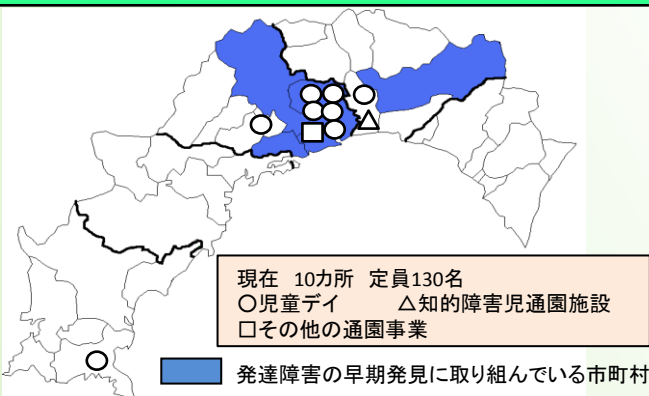 現在 10カ所 定員130名
○児童デイ △知的障害児通園施設
□その他の通園事業
発達障害の早期発見に取り組んでいる市町村